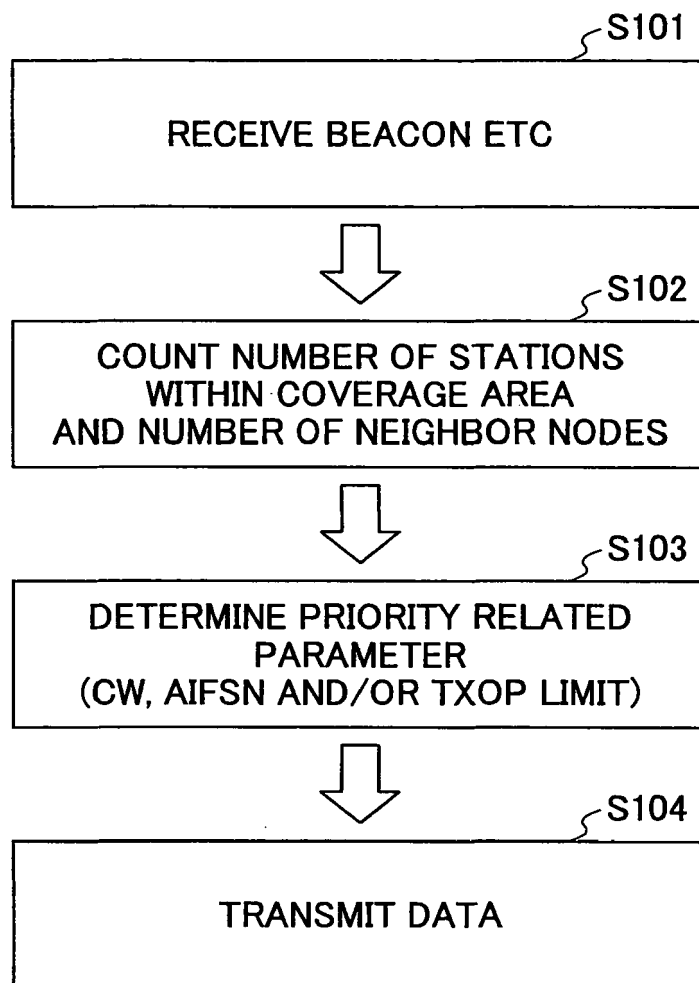 S101
RECEIVE BEACON ETC
S102
COUNT NUMBER OF STATIONS
WITHIN COVERAGE AREA
AND NUMBER OF NEIGHBOR NODES
S103
DETERMINE PRIORITY RELATED
PARAMETER
(CW, AIFSN AND/OR TXOP LIMIT)
S104
TRANSMIT DATA